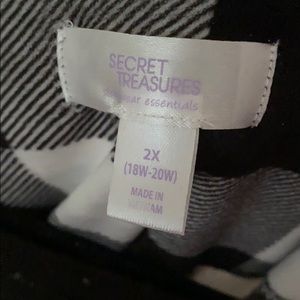 SECRET
TREASURES
essentials
2X
(18W-20W)
MADE IN